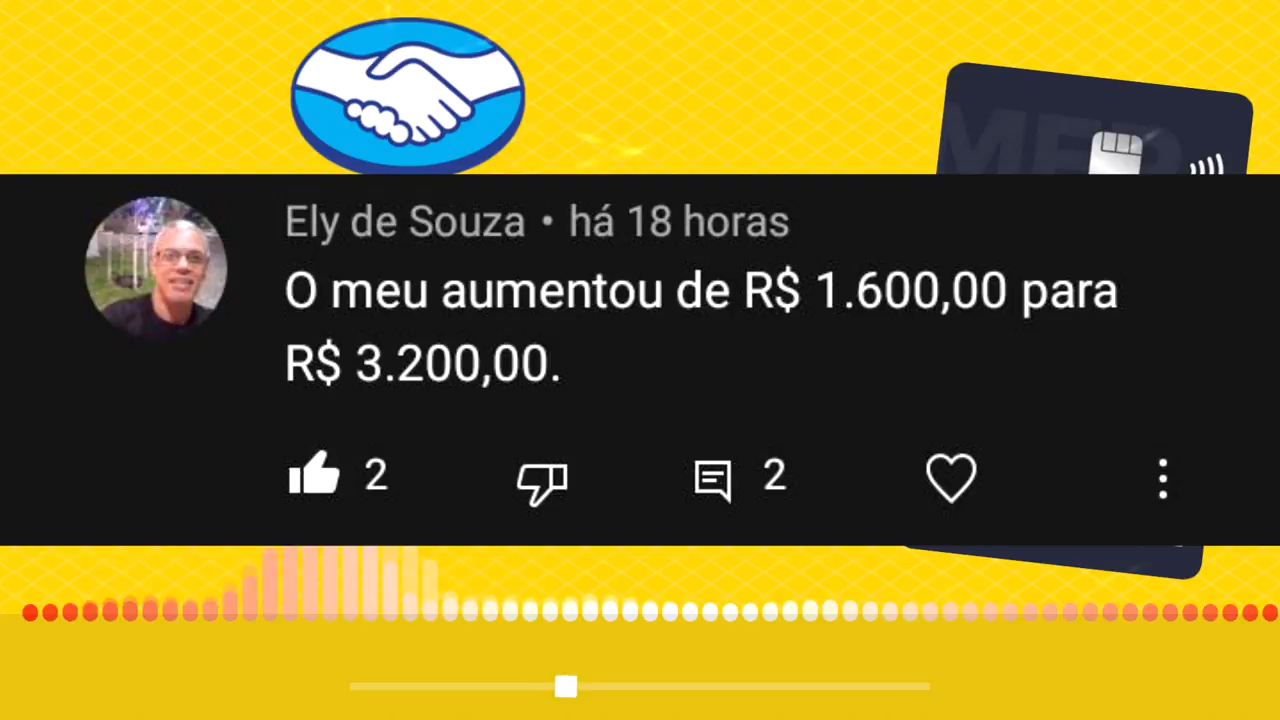 Ely de Souza • há 18 horas
O meu aumentou de R$ 1.600,00 para
R$ 3.200,00.
2
2